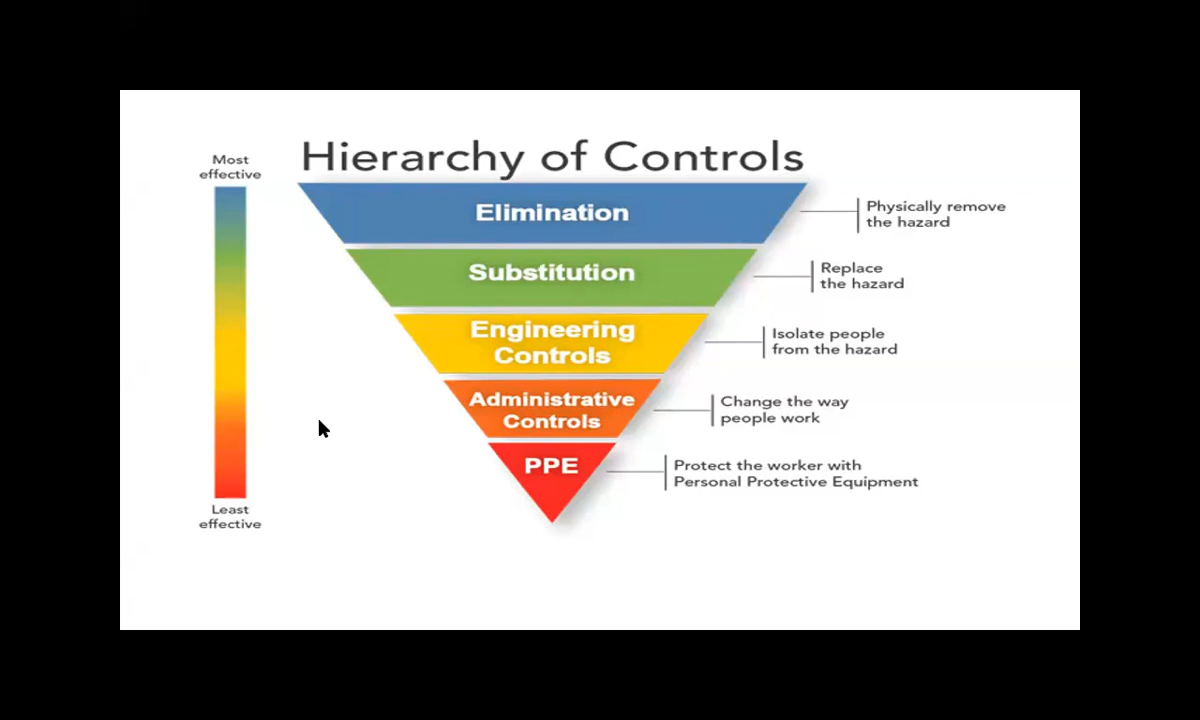 Hierarchy of Controls
Most
effective
Elimination
Physically remove
the hazard
Substitution
Replace
the hazard
Engineering
Controls
Isolate people
from the hazard
Administrative
Controls
Change the way
people work
PPE
Protect the worker with
Personal Protective Equipment
Least
effective